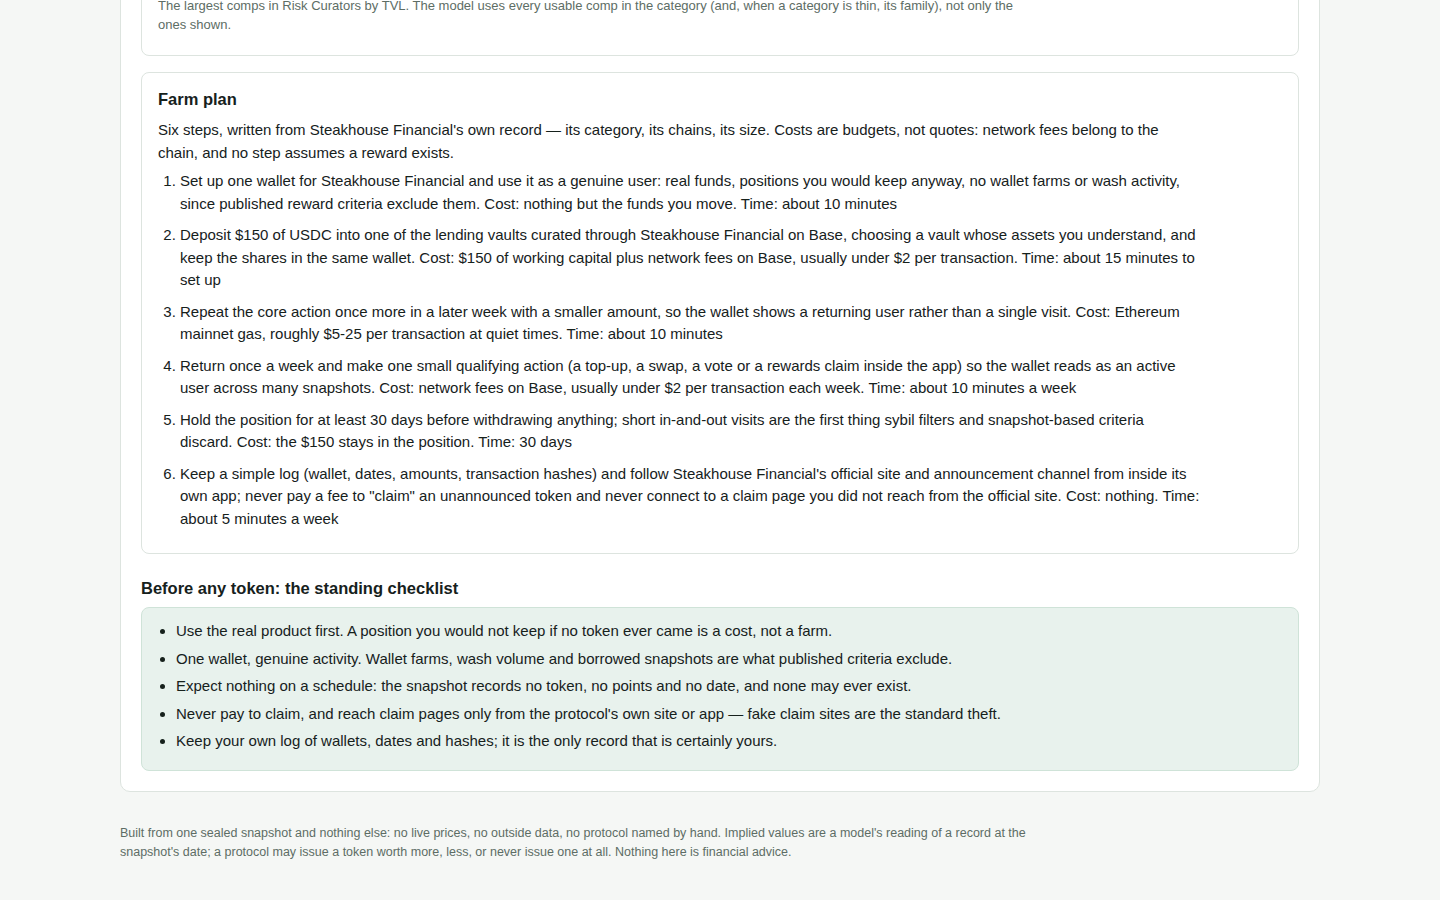 The largest comps in Risk Curators by TVL. The model uses every usable comp in the category (and, when a category is thin, its family), not only the
ones shown.
Farm plan
Six steps, written from Steakhouse Financial's own record — its category, its chains, its size. Costs are budgets, not quotes: network fees belong to the
chain, and no step assumes a reward exists.
1. Set up one wallet for Steakhouse Financial and use it as a genuine user: real funds, positions you would keep anyway, no wallet farms or wash activity,
since published reward criteria exclude them. Cost: nothing but the funds you move. Time: about 10 minutes
2. Deposit $150 of USDC into one of the lending vaults curated through Steakhouse Financial on Base, choosing a vault whose assets you understand, and
keep the shares in the same wallet. Cost: $150 of working capital plus network fees on Base, usually under $2 per transaction. Time: about 15 minutes to
set up
3. Repeat the core action once more in a later week with a smaller amount, so the wallet shows a returning user rather than a single visit. Cost: Ethereum
mainnet gas, roughly $5-25 per transaction at quiet times. Time: about 10 minutes
4. Return once a week and make one small qualifying action (a top-up, a swap, a vote or a rewards claim inside the app) so the wallet reads as an active
user across many snapshots. Cost: network fees on Base, usually under $2 per transaction each week. Time: about 10 minutes a week
5. Hold the position for at least 30 days before withdrawing anything; short in-and-out visits are the first thing sybil filters and snapshot-based criteria
discard. Cost: the $150 stays in the position. Time: 30 days
6. Keep a simple log (wallet, dates, amounts, transaction hashes) and follow Steakhouse Financial's official site and announcement channel from inside its
own app; never pay a fee to "claim" an unannounced token and never connect to a claim page you did not reach from the official site. Cost: nothing. Time:
about 5 minutes a week
Before any token: the standing checklist
• Use the real product first. A position you would not keep if no token ever came is a cost, not a farm.
• One wallet, genuine activity. Wallet farms, wash volume and borrowed snapshots are what published criteria exclude.
• Expect nothing on a schedule: the snapshot records no token, no points and no date, and none may ever exist.
• Never pay to claim, and reach claim pages only from the protocol's own site or app — fake claim sites are the standard theft.
• Keep your own log of wallets, dates and hashes; it is the only record that is certainly yours.
Built from one sealed snapshot and nothing else: no live prices, no outside data, no protocol named by hand. Implied values are a model's reading of a record at the
snapshot's date; a protocol may issue a token worth more, less, or never issue one at all. Nothing here is financial advice.